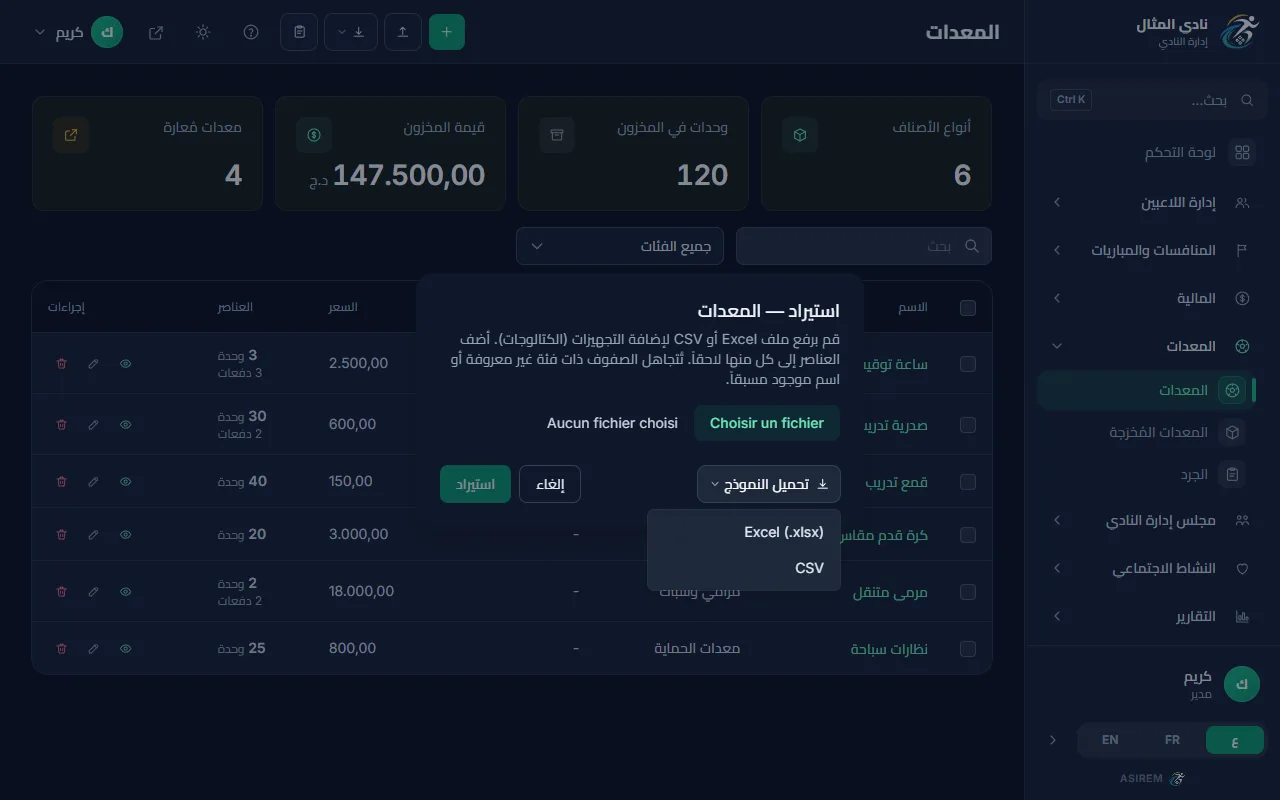 نادي المثال
إدارة النادي
بحث...
Ctrl K
لوحة التحكم
إدارة اللاعبين
المنافسات والمباريات
المالية
المعدات
المعدات
المعدات المُخرجة
الجرد
مجلس إدارة النادي
النشاط الاجتماعي
التقارير
ك
كريم
مدير
ع
FR
EN
ASIREM
المعدات
ك
كريم
أنواع الأصناف
6
وحدات في المخزون
120
قيمة المخزون
147.500,00 د.ج
معدات مُعارة
4
بحث
جميع الفئات
الاسم
السعر
العناصر
إجراءات
ساعة توقيت
2.500,00
3 وحدة
3 دفعات
600,00
30 وحدة
2 دفعات
قمع تدريب
150,00
40 وحدة
كرة قدم مقاس
-
3.000,00
20 وحدة
مرمى متنقل
-
18.000,00
2 وحدة
2 دفعات
نظارات سباحة
معدات الحماية
-
800,00
25 وحدة
استيراد — المعدات
قم برفع ملف Excel أو CSV لإضافة التجهيزات (الكتالوجات). أضف
العناصر إلى كل منها لاحقاً. تُتجاهل الصفوف ذات فئة غير معروفة أو
اسم موجود مسبقاً.
Choisir un fichier
Aucun fichier choisi
تحميل النموذج
إلغاء
استيراد
Excel (.xlsx)
CSV